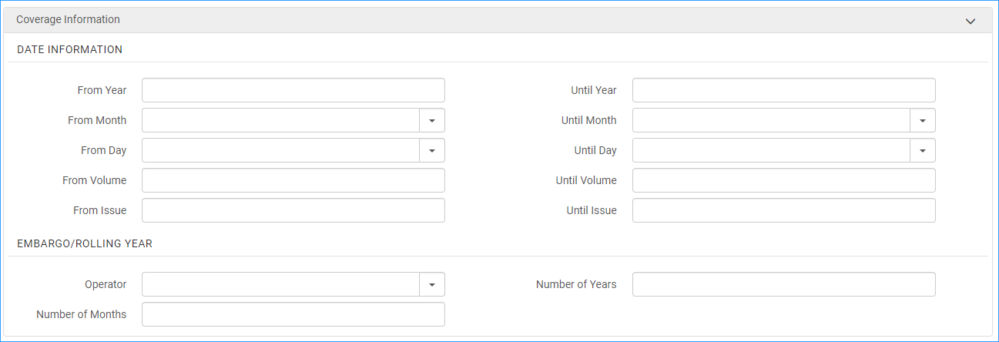 Coverage Information
DATE INFORMATION
From Year
Until Year
From Month
Until Month
From Day
Until Day
From Volume
Until Volume
From Issue
Until Issue
EMBARGO/ROLLING YEAR
Operator
Number of Years
Number of Months